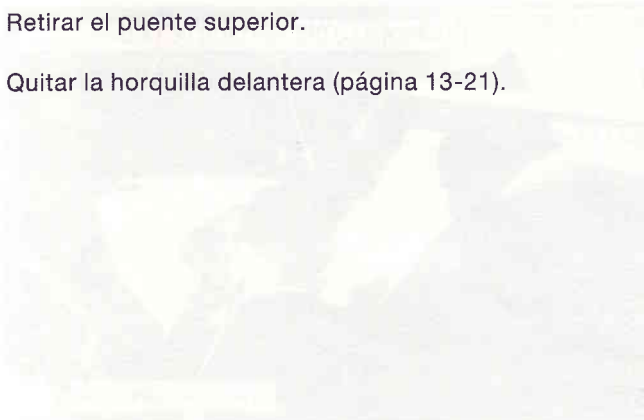 Retirar el puente superior.
Quitar la horquilla delantera (página 13-21).